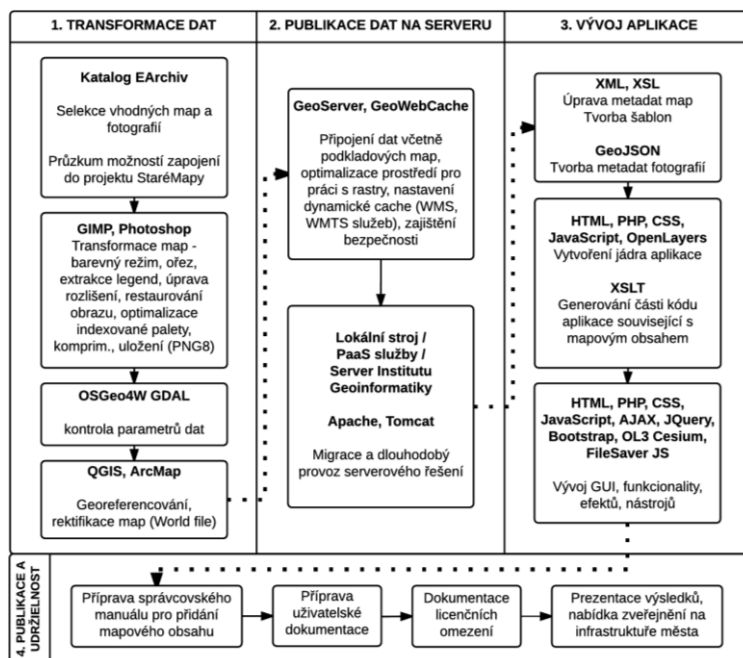 1. TRANSFORMACE DAT
Katalog EArchiv
Selekce vhodných map a
fotografií
Průzkum možností zapojení
do projektu StaréMapy
GIMP, Photoshop
Transformace map -
barevný režim, ořez,
extrakce legend, úprava
rozlišení, restaurování
obrazu, optimalizace
indexované palety,
komprim., uložení (PNG8)
OSGeo4W GDAL
kontrola parametrů dat
QGIS, ArcMap
Georeferencování,
rektifikace map (World file)
2. PUBLIKACE DAT NA SERVERU
GeoServer, GeoWebCache
Připojení dat včetně
podkladových map,
optimalizace prostředí pro
práci s rastry, nastavení
dynamické cache (WMS,
WMTS služeb), zajištění
bezpečnosti
Lokální stroj /
PaaS služby /
Server Institutu
Geoinformatiky
Apache, Tomcat
Migrace a dlouhodobý
provoz serverového řešení
3. VÝVOJ APLIKACE
XML, XSL
Úprava metadat map
Tvorba šablon
GeoJSON
Tvorba metadat fotografií
HTML, PHP, CSS,
JavaScript, OpenLayers
Vytvoření jádra aplikace
XSLT
Generování části kódu
aplikace související s
mapovým obsahem
HTML, PHP, CSS,
JavaScript, AJAX, JQuery,
Bootstrap, OL3 Cesium,
FileSaver JS
Vývoj GUI, funkcionality,
efektů, nástrojů
4. PUBLIKACE A
UDRŽIELNOST
Příprava správcovského
manuálu pro přidání
mapového obsahu
Příprava
uživatelské
dokumentace
Dokumentace
licenčních
omezení
Prezentace výsledků,
nabídka zveřejnění na
infrastruktuře města